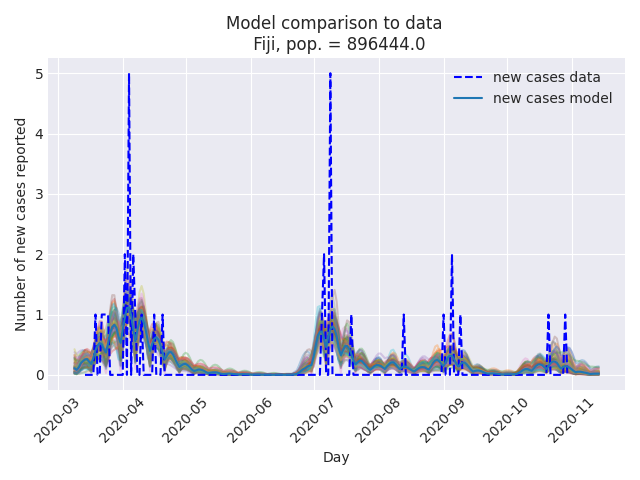 Model comparison to data
Fiji, pop. = 896444.0
new cases data
new cases model
Number of new cases reported
5
4
3
2
1
0
2020-03
2020-04
2020-05
2020-06
2020-07
2020-08
2020-09
2020-10
2020-11
Day